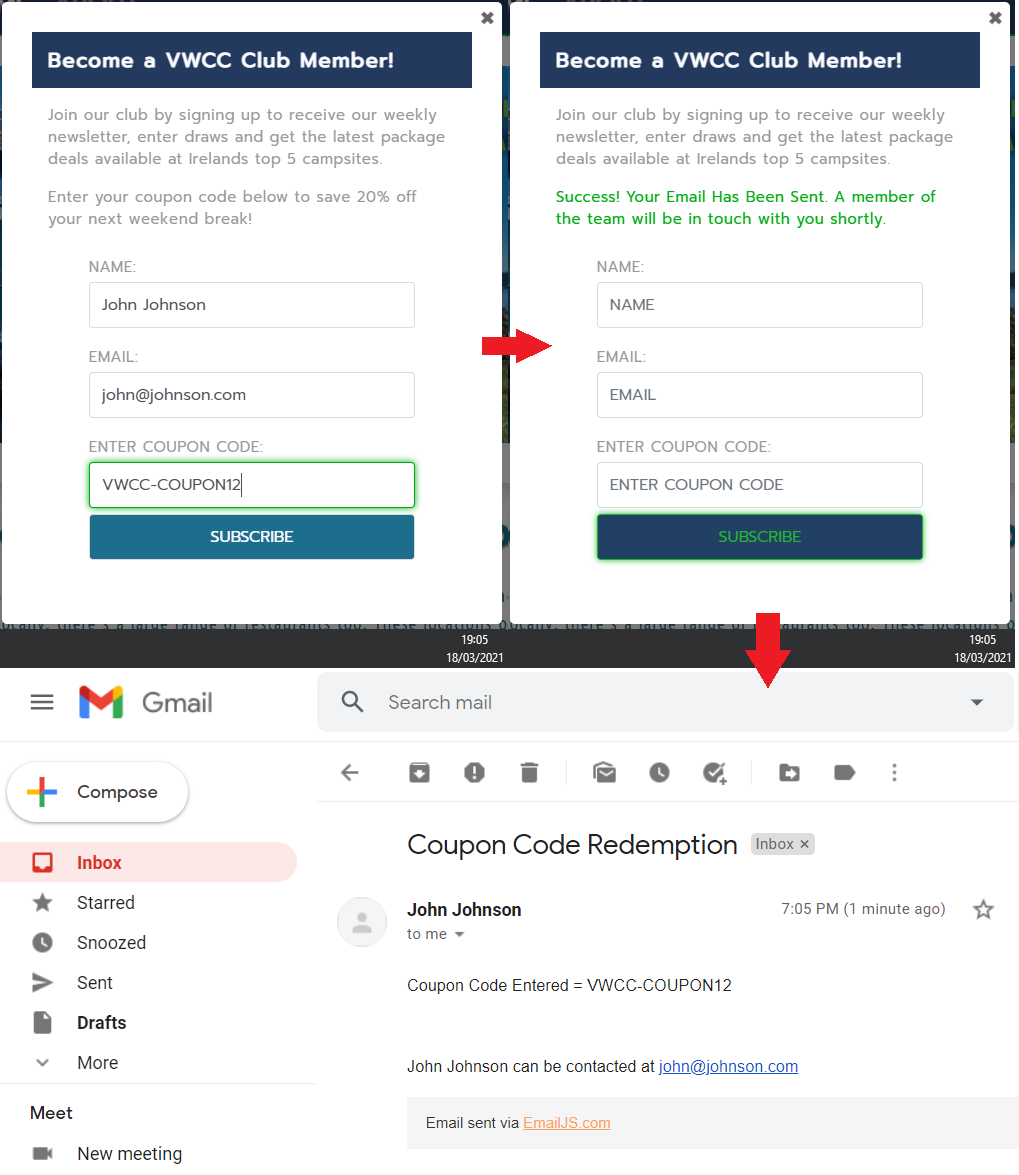 Become a VWCC Club Member!
Join our club by signing up to receive our weekly
newsletter, enter draws and get the latest package
deals available at Irelands top 5 campsites.
Enter your coupon code below to save 20% off
your next weekend break!
NAME:
John Johnson
EMAIL:
john@johnson.com
ENTER COUPON CODE:
VWCC-COUPON12
SUBSCRIBE
19:05
18/03/2021
Become a VWCC Club Member!
Join our club by signing up to receive our weekly
newsletter, enter draws and get the latest package
deals available at Irelands top 5 campsites.
Success! Your Email Has Been Sent. A member of
the team will be in touch with you shortly.
NAME:
NAME
EMAIL:
EMAIL
ENTER COUPON CODE:
ENTER COUPON CODE
SUBSCRIBE
19:05
18/03/2021
Gmail
Search mail
Compose
Inbox
Starred
Snoozed
Sent
Drafts
More
Meet
New meeting
Coupon Code Redemption Inbox ×
John Johnson 7:05 PM (1 minute ago)
to me
Coupon Code Entered = VWCC-COUPON12
John Johnson can be contacted at john@johnson.com
Email sent via EmailJS.com